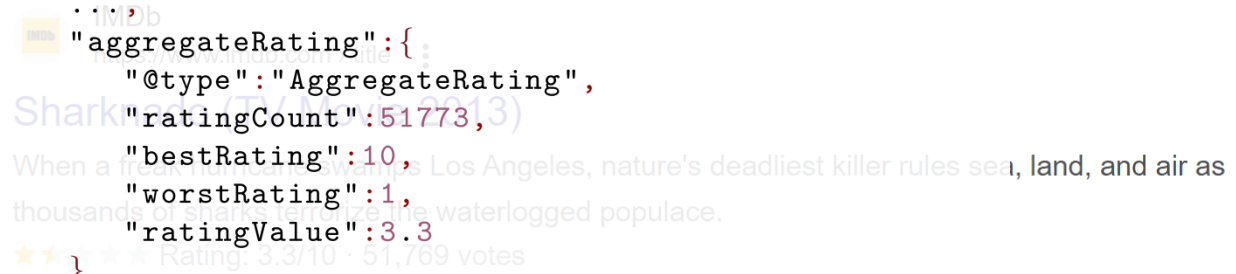 IMDb
...,
IMDb "aggregateRating":{
https://www.imdb.com › title
"@type":"AggregateRating",
Sharknado (TV Movie 2013)
"ratingCount":51773,
When a freak hurricane swamps Los Angeles, nature's deadliest killer rules sea, land, and air as
"bestRating":10,
"worstRating":1,
thousands of sharks terrorize the waterlogged populace.
"ratingValue":3.3
Rating: 3.3/10 · 51,769 votes
}